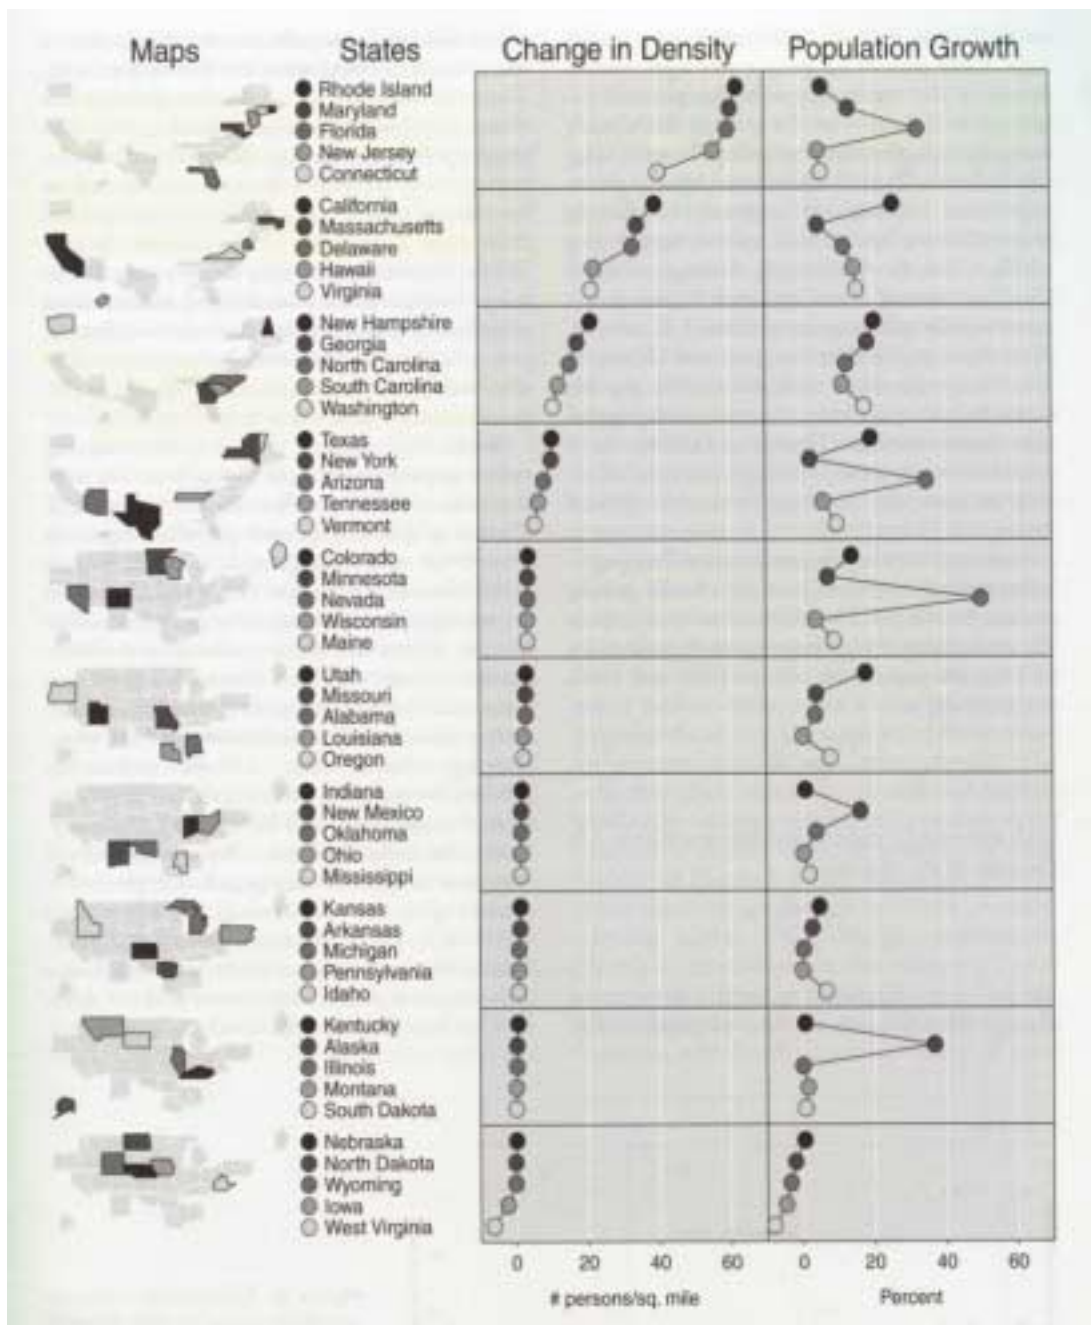 Maps States Change in Density Population Growth
Rhode Island
Maryland
Florida
New Jersey
Connecticut
California
Massachusetts
Delaware
Hawaii
Virginia
New Hampshire
Georgia
North Carolina
South Carolina
Washington
Texas
New York
Arizona
Tennessee
Vermont
Colorado
Minnesota
Nevada
Wisconsin
Maine
Utah
Missouri
Alabama
Louisiana
Oregon
Indiana
New Mexico
Oklahoma
Ohio
Mississippi
Kansas
Arkansas
Michigan
Pennsylvania
Idaho
Kentucky
Alaska
Illinois
Montana
South Dakota
Nebraska
North Dakota
Wyoming
Iowa
West Virginia
0 20 40 60 0 20 40 60
# persons/sq. mile Percent